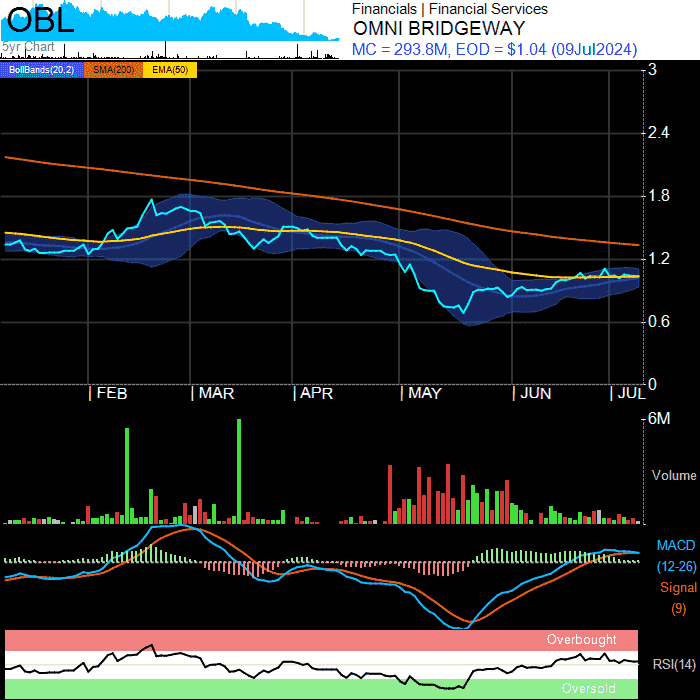 OBL
Financials | Financial Services
OMNI BRIDGEWAY
MC = 293.8M, EOD = $1.04 (09Jul2024)
5yr Chart
BollBands(20,2) SMA(200) EMA(50)
3
2.4
1.8
1.2
0.6
0
| FEB | MAR | APR | MAY | JUN | JUL
6M
Volume
MACD
(12-26)
Signal
(9)
Overbought
RSI(14)
Oversold